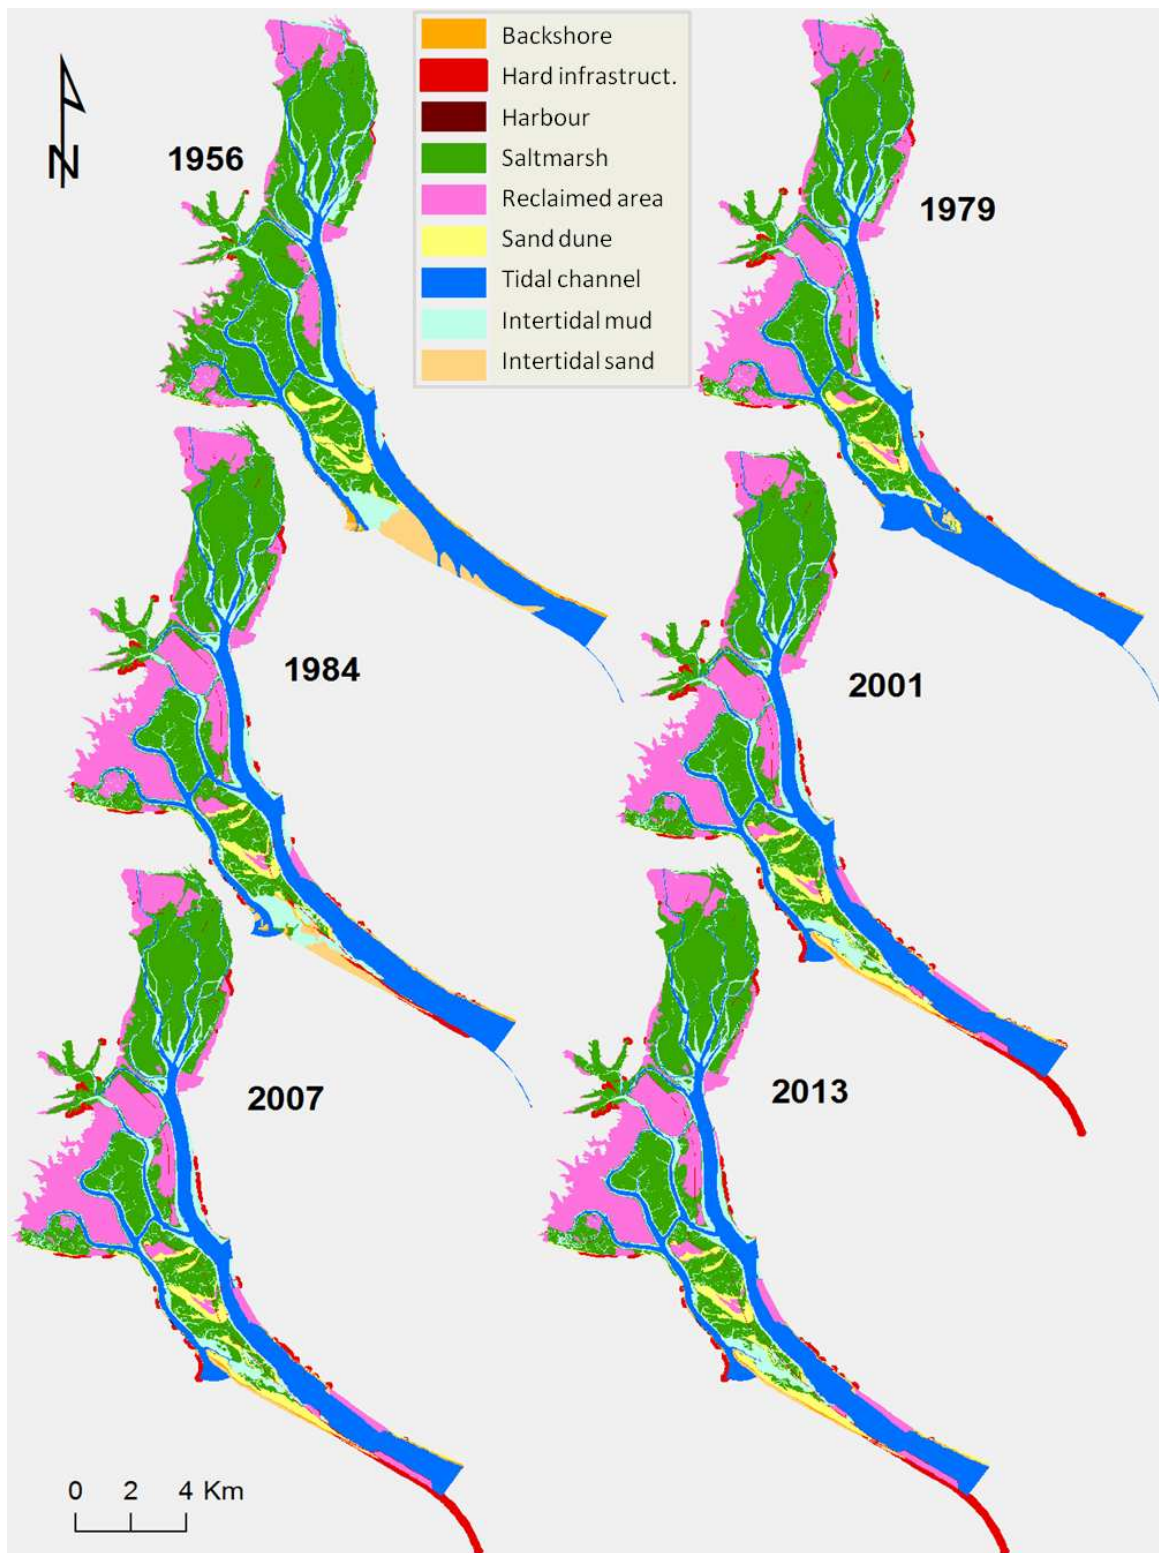 Backshore
Hard infrastruct.
Harbour
Saltmarsh
Reclaimed area
Sand dune
Tidal channel
Intertidal mud
Intertidal sand
N
1956
1979
1984
2001
2007
2013
0 2 4 Km